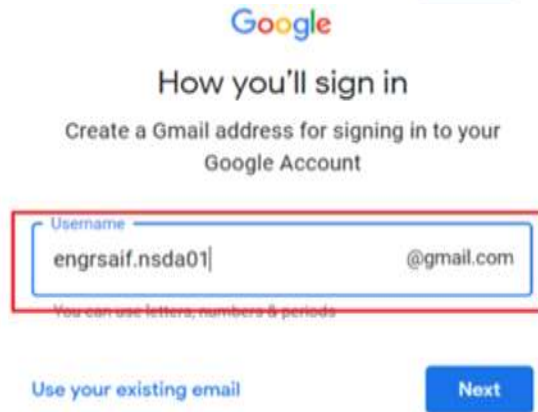 Google
How you'll sign in
Create a Gmail address for signing in to your
Google Account
Username
engrsaif.nsda01
@gmail.com
You can use letters, numbers & periods
Use your existing email
Next